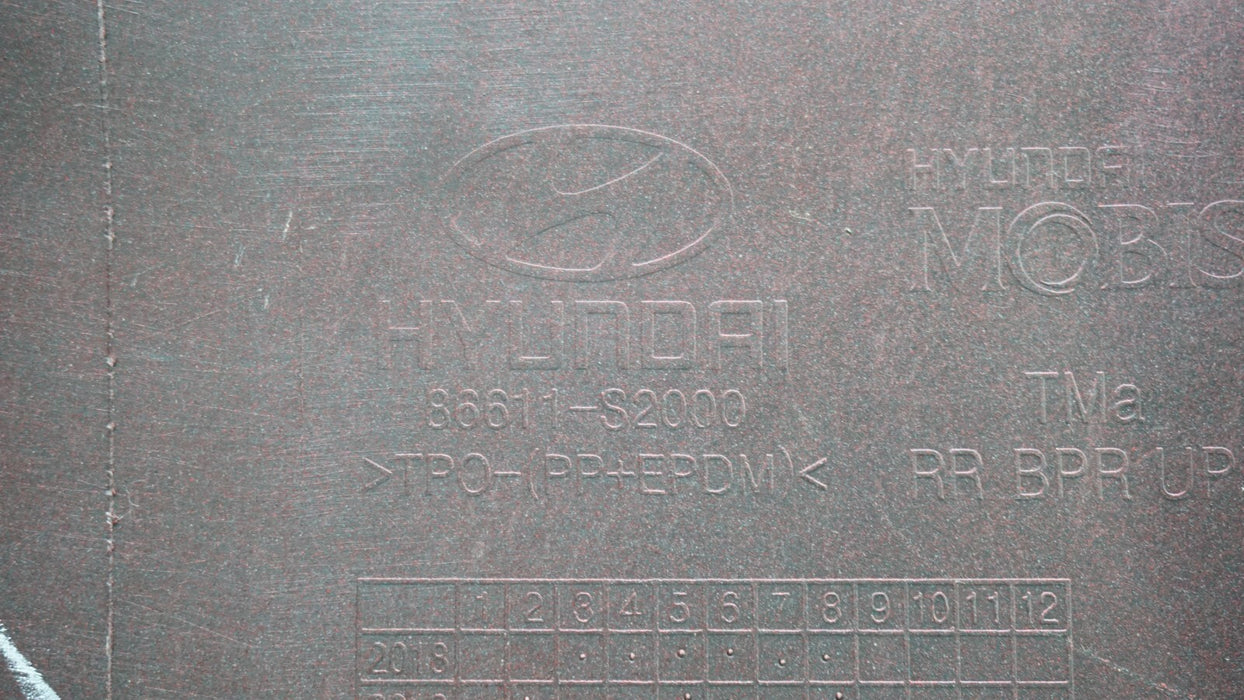 HYUNDAI
86611-S2000
>TPO-(PP+EPDM)<
HYUNDAI
MOBIS
TMa
RR BPR UP
1 2 3 4 5 6 7 8 9 10 11 12
2018